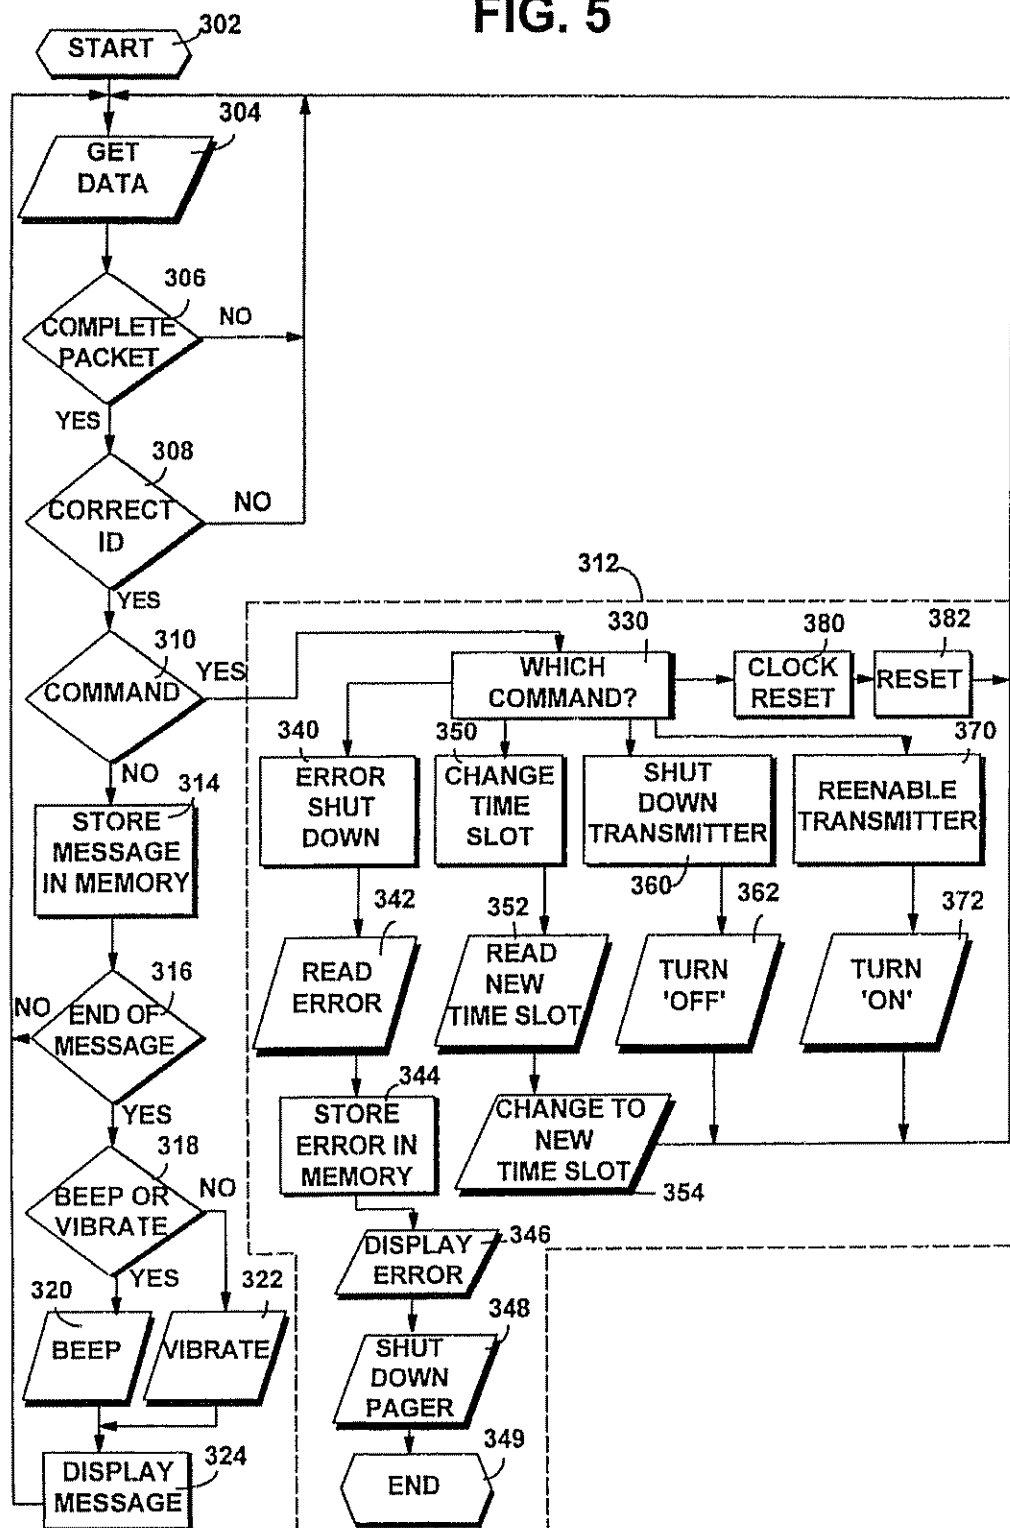 FIG. 5
START
302
304
GET
DATA
306
COMPLETE
PACKET
NO
YES
308
CORRECT
ID
NO
YES
310
COMMAND
YES
NO
314
STORE
MESSAGE
IN MEMORY
316
END OF
MESSAGE
NO
YES
318
BEEP OR
VIBRATE
NO
YES
320
BEEP
322
VIBRATE
324
DISPLAY
MESSAGE
312
330
WHICH
COMMAND?
380
CLOCK
RESET
382
RESET
340
ERROR
SHUT
DOWN
350
CHANGE
TIME
SLOT
SHUT
DOWN
TRANSMITTER
360
370
REENABLE
TRANSMITTER
342
READ
ERROR
352
READ
NEW
TIME SLOT
362
TURN
'OFF'
372
TURN
'ON'
344
STORE
ERROR IN
MEMORY
CHANGE TO
NEW
TIME SLOT
354
DISPLAY
ERROR
346
348
SHUT
DOWN
PAGER
349
END